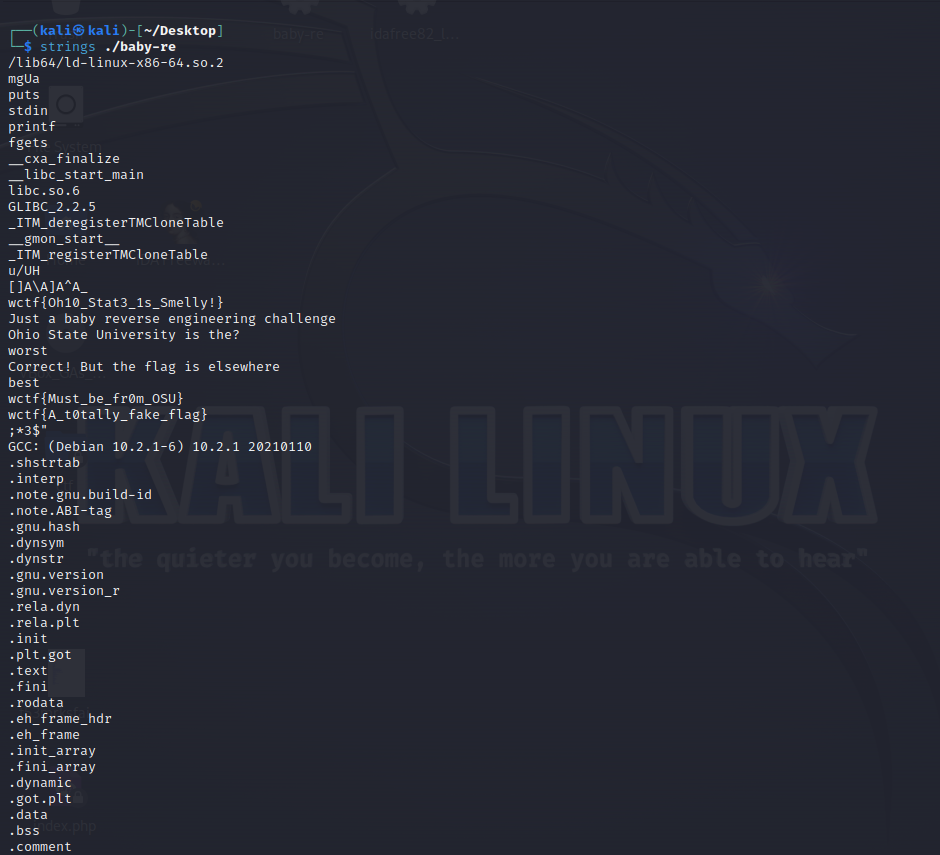 ┌──(kali㉿kali)-[~/Desktop]
└─$ strings ./baby-re
/lib64/ld-linux-x86-64.so.2
mgUa
puts
stdin
printf
fgets
__cxa_finalize
__libc_start_main
libc.so.6
GLIBC_2.2.5
_ITM_deregisterTMCloneTable
__gmon_start__
_ITM_registerTMCloneTable
u/UH
[]A\A]A^A_
wctf{Oh10_Stat3_1s_Smelly!}
Just a baby reverse engineering challenge
Ohio State University is the?
worst
Correct! But the flag is elsewhere
best
wctf{Must_be_fr0m_OSU}
wctf{A_t0tally_fake_flag}
;*3$"
GCC: (Debian 10.2.1-6) 10.2.1 20210110
.shstrtab
.interp
.note.gnu.build-id
.note.ABI-tag
.gnu.hash
.dynsym
.dynstr
.gnu.version
.gnu.version_r
.rela.dyn
.rela.plt
.init
.plt.got
.text
.fini
.rodata
.eh_frame_hdr
.eh_frame
.init_array
.fini_array
.dynamic
.got.plt
.data
.bss
.comment
baby-re
KALI LINUX
"the quieter you become, the more you are able to hear"
index.php